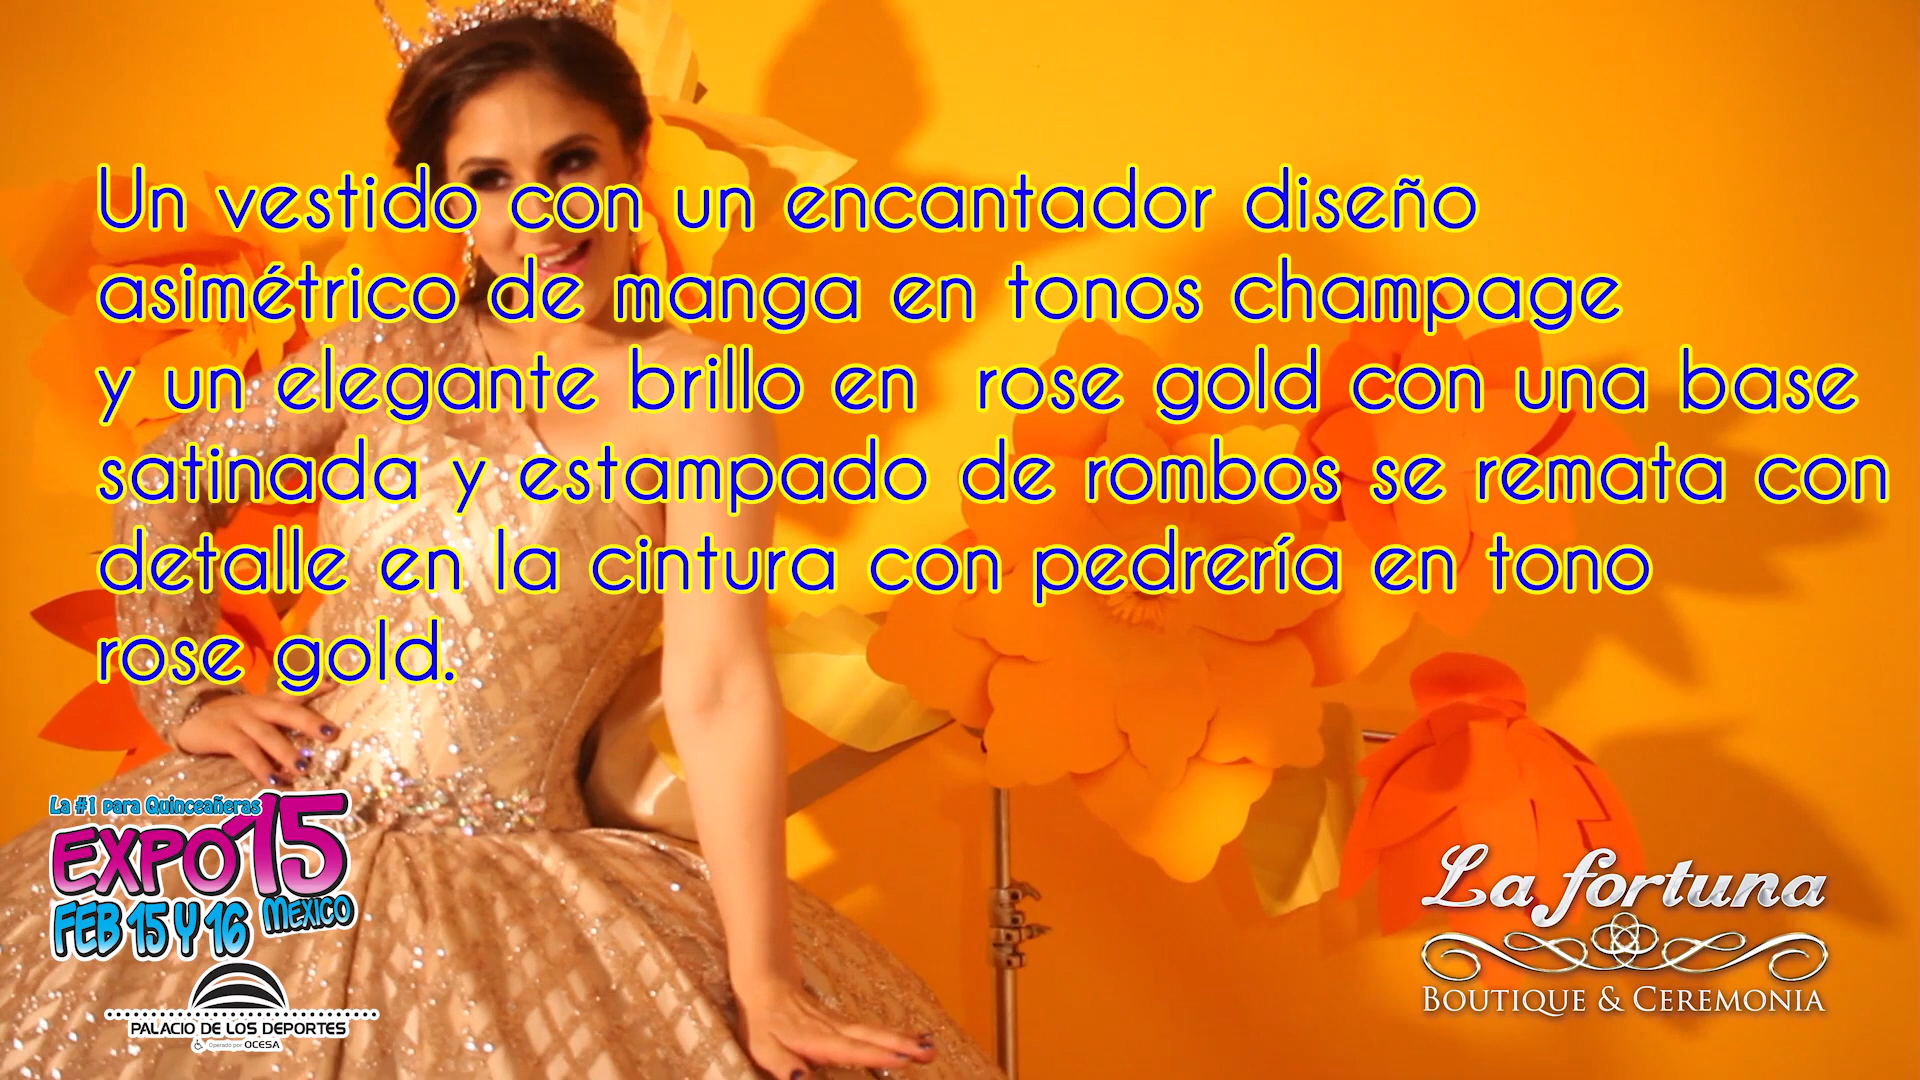 Un vestido con un encantador diseño
asimétrico de manga en tonos champage
y un elegante brillo en  rose gold con una base
satinada y estampado de rombos se remata con
detalle en la cintura con pedrería en tono
rose gold.
La #1 para Quinceañeras
EXPO 15
FEB 15 Y 16 MEXICO
PALACIO DE LOS DEPORTES
Operado por OCESA
La fortuna
BOUTIQUE & CEREMONIA